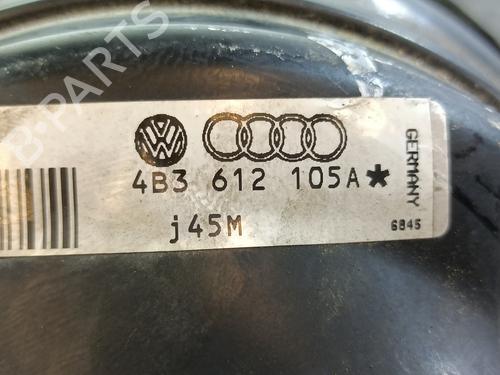 B-PARTS
4B3 612 105A*
j45M
GERMANY
6845